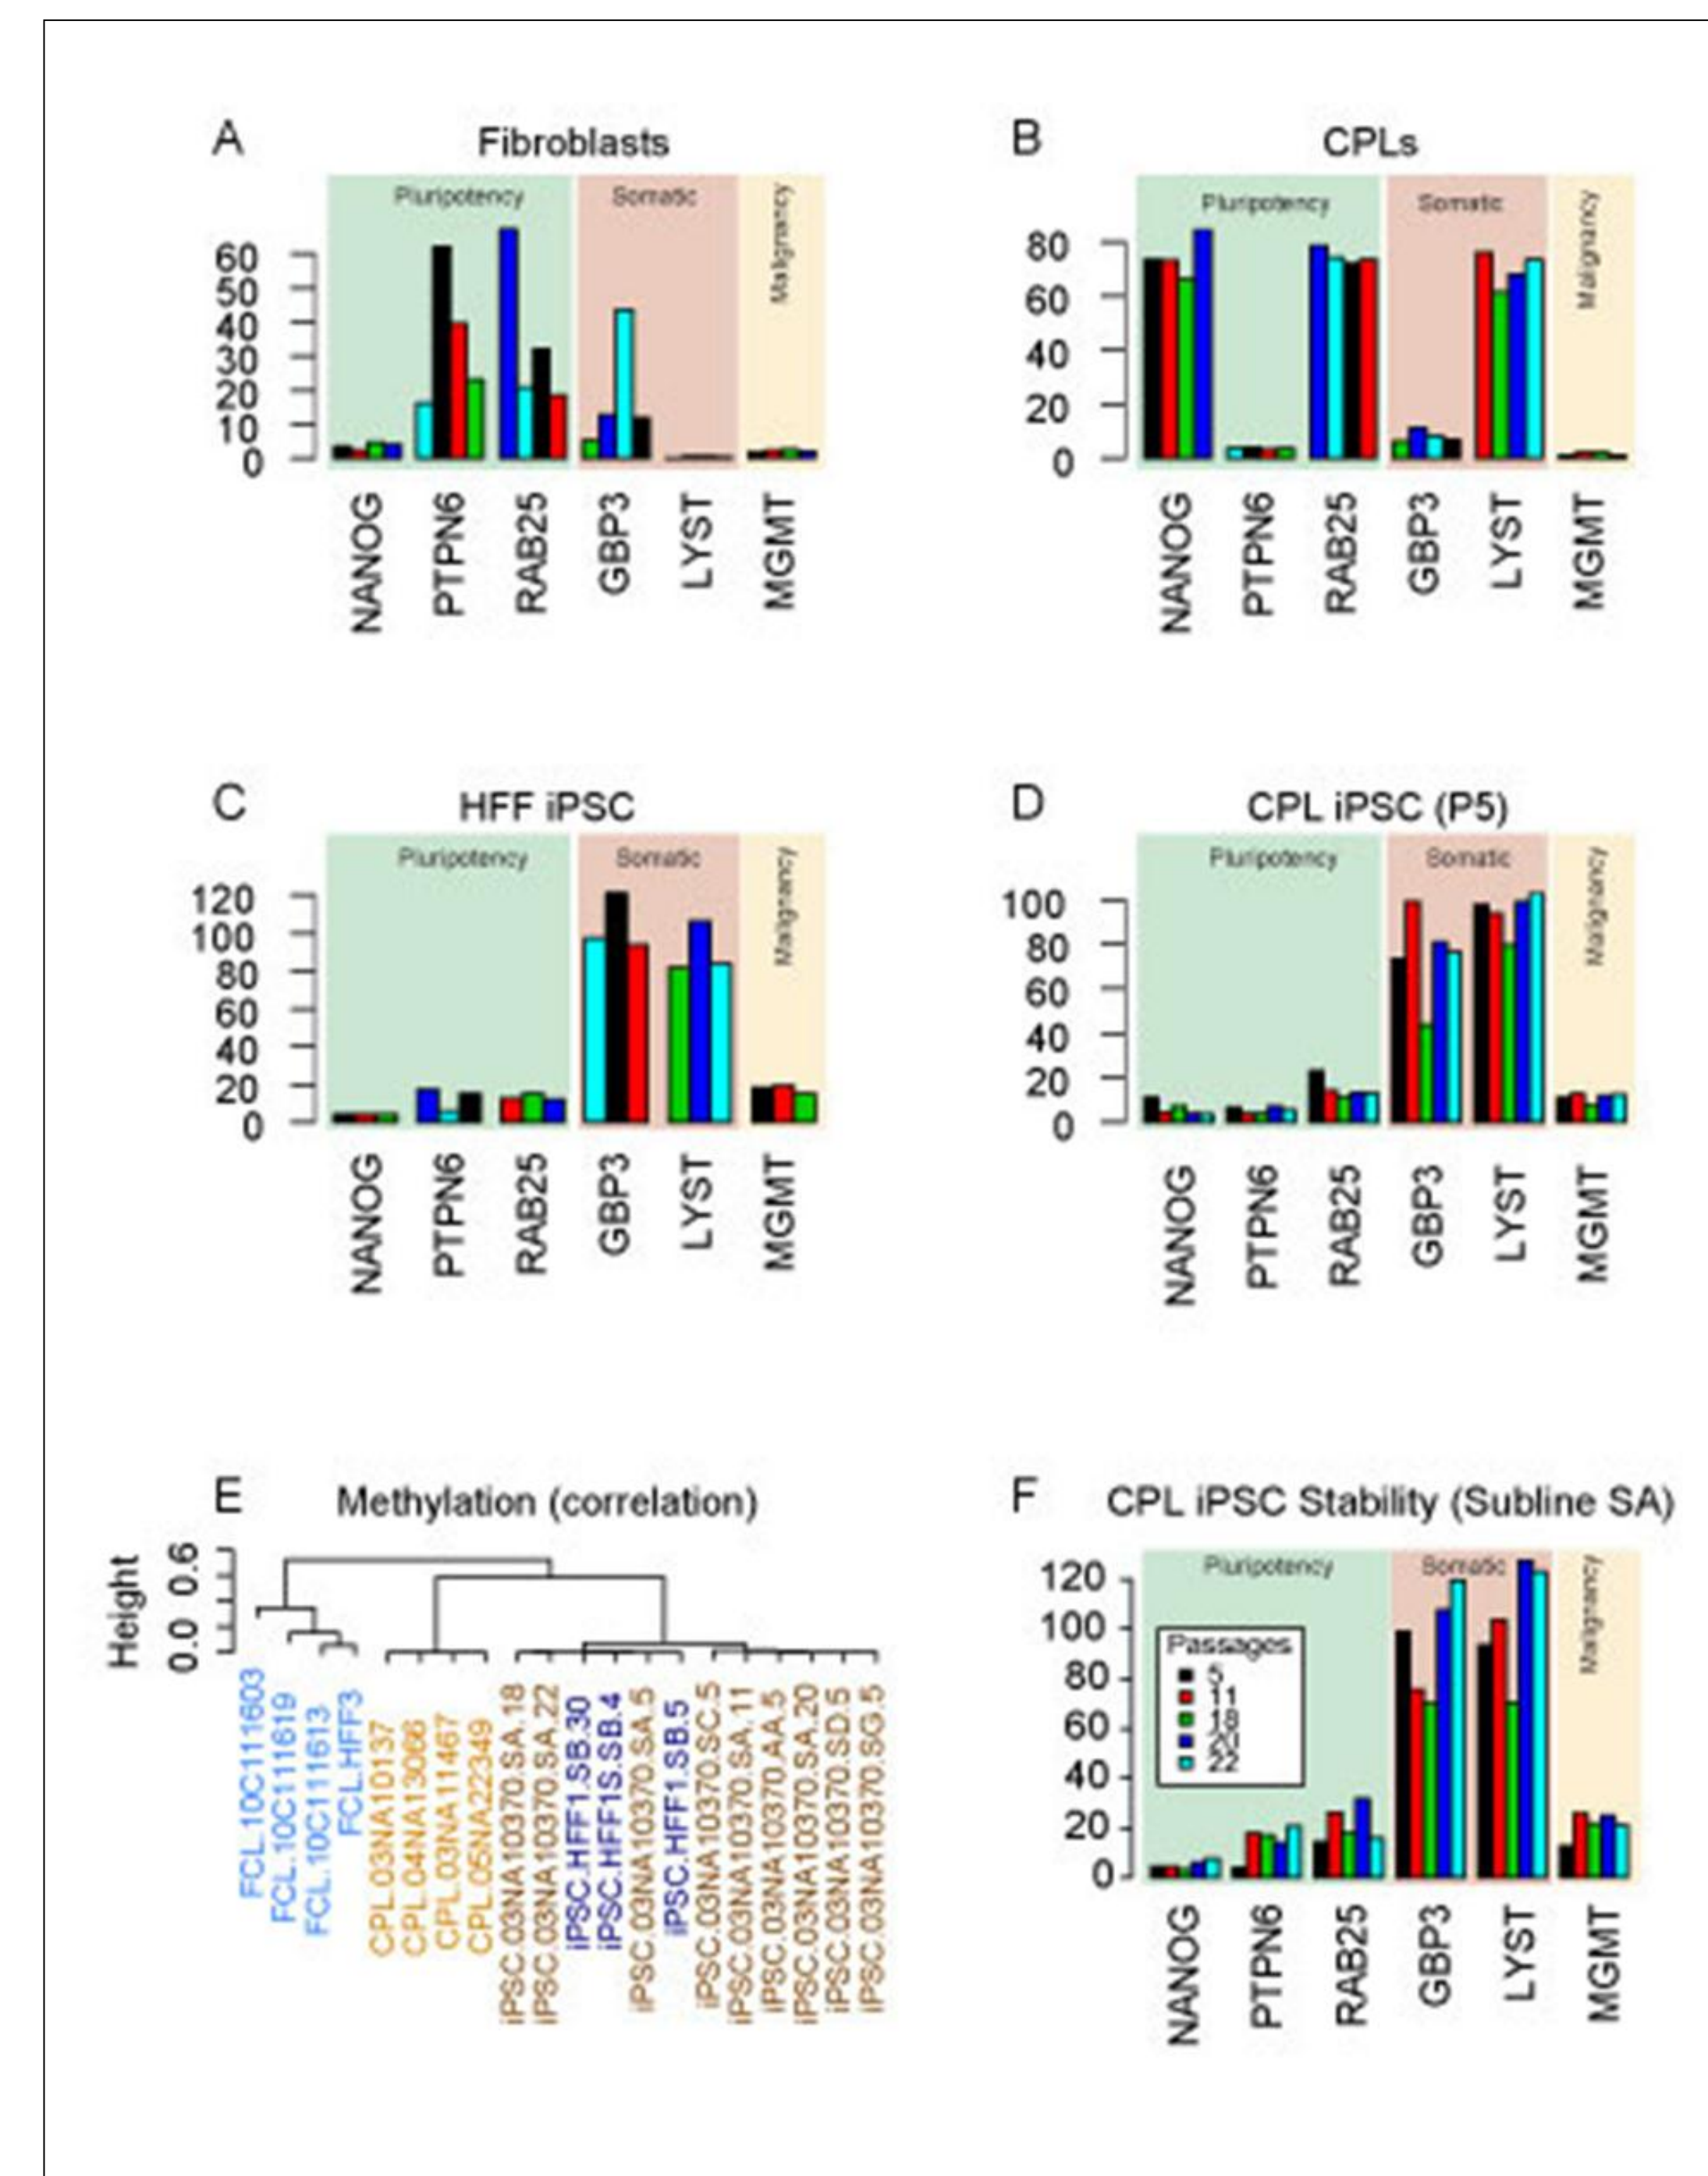 A Fibroblasts
Pluripotency Somatic Malignancy
60
50
40
30
20
10
0
NANOG PTPN6 RAB25 GBP3 LYST MGMT
B CPLs
Pluripotency Somatic Malignancy
80
60
40
20
0
NANOG PTPN6 RAB25 GBP3 LYST MGMT
C HFF iPSC
Pluripotency Somatic Malignancy
120
100
80
60
40
20
0
NANOG PTPN6 RAB25 GBP3 LYST MGMT
D CPL iPSC (P5)
Pluripotency Somatic Malignancy
100
80
60
40
20
0
NANOG PTPN6 RAB25 GBP3 LYST MGMT
E Methylation (correlation)
Height
0.0 0.6
FCL.10C111603
FCL.10C111619
FCL.10C111613
FCL.HFF3
CPL.03NA10137
CPL.04NA13066
CPL.03NA11467
CPL.05NA22349
iPSC.03NA10370.SA.18
iPSC.03NA10370.SA.22
iPSC.HFF1.SB.30
iPSC.HFF1S.SB.4
iPSC.03NA10370.SA.5
iPSC.HFF1.SB.5
iPSC.03NA10370.SC.5
iPSC.03NA10370.SA.11
iPSC.03NA10370.AA.5
iPSC.03NA10370.SA.20
iPSC.03NA10370.SD.5
iPSC.03NA10370.SG.5
F CPL iPSC Stability (Subline SA)
Pluripotency Somatic Malignancy
120
100
80
60
40
20
0
Passages
5
11
18
20
22
NANOG PTPN6 RAB25 GBP3 LYST MGMT